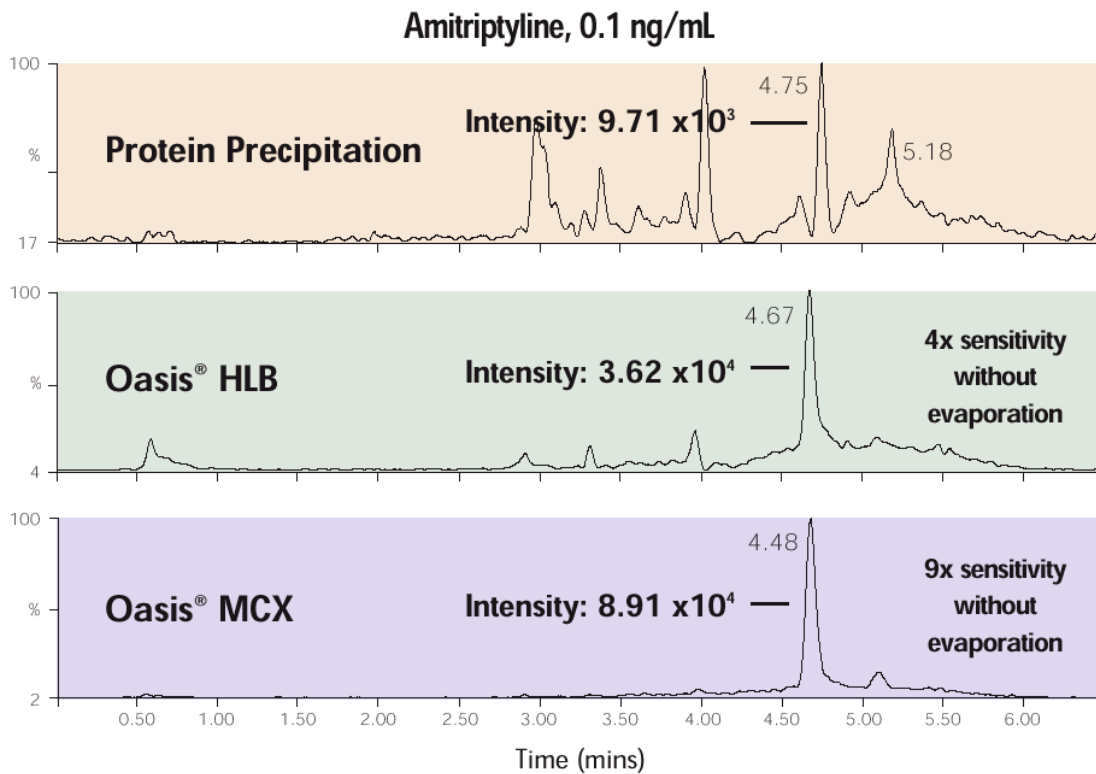 Amitriptyline, 0.1 ng/mL
100
%
17
Protein Precipitation
Intensity: 9.71 x10³
4.75
5.18
100
%
4
Oasis® HLB
Intensity: 3.62 x10⁴
4.67
4x sensitivity
without
evaporation
100
%
2
Oasis® MCX
Intensity: 8.91 x10⁴
4.48
9x sensitivity
without
evaporation
0.50 1.00 1.50 2.00 2.50 3.00 3.50 4.00 4.50 5.00 5.50 6.00
Time (mins)